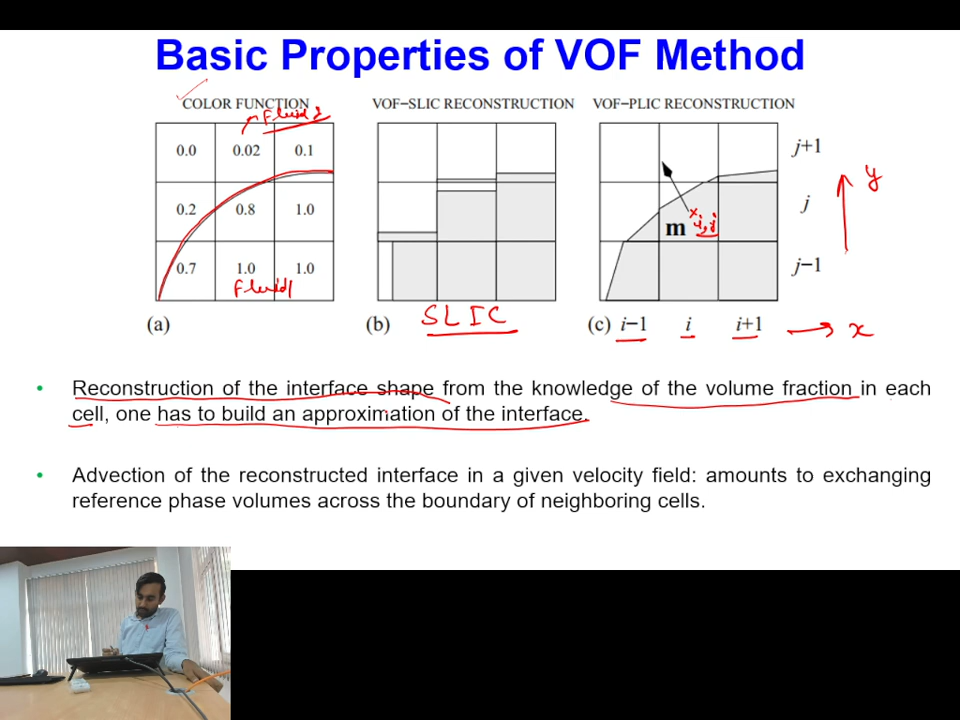 Basic Properties of VOF Method
COLOR FUNCTION
VOF−SLIC RECONSTRUCTION
VOF−PLIC RECONSTRUCTION
Fluid 2
0.0 0.02 0.1
j+1
y
0.2 0.8 1.0
i,j
m
j
0.7 1.0 1.0
j−1
Fluid 1
(a)
(b) SLIC
(c) i−1 i i+1 x
• Reconstruction of the interface shape from the knowledge of the volume fraction in each
cell, one has to build an approximation of the interface.
• Advection of the reconstructed interface in a given velocity field: amounts to exchanging
reference phase volumes across the boundary of neighboring cells.